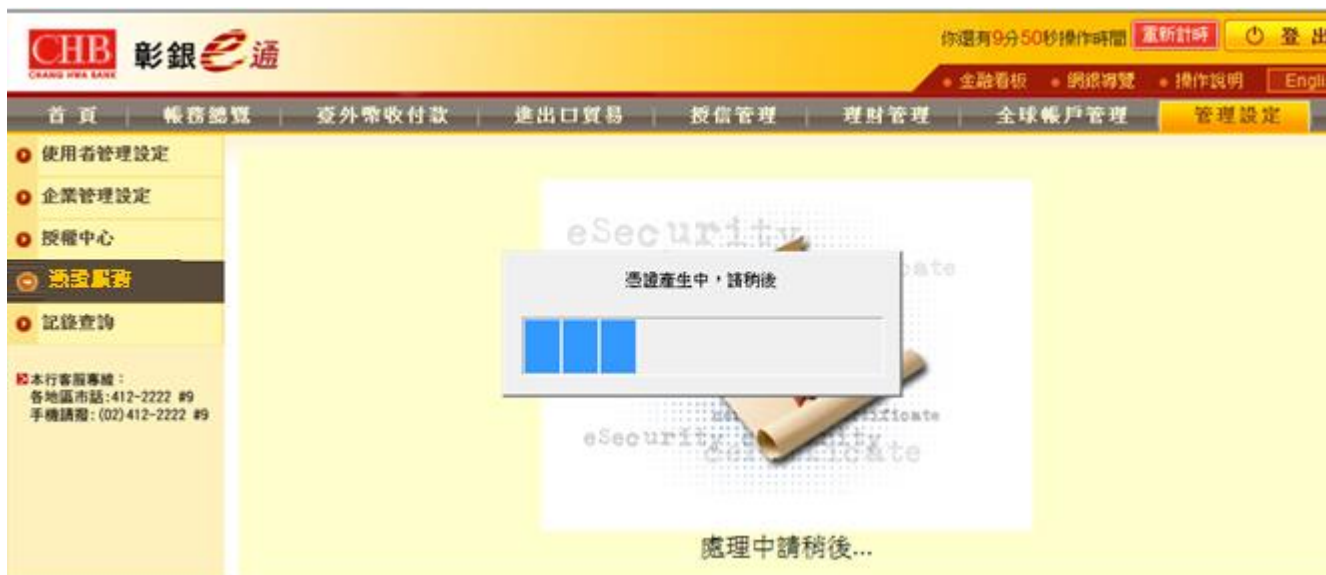 CHB
CHANG HWA BANK
彰銀e通
你還有9分50秒操作時間 重新計時 登 出
金融看板 網銀導覽 操作說明 Engli
首 頁 帳務總覽 臺外幣收付款 進出口貿易 授信管理 理財管理 全球帳戶管理 管理設定
使用者管理設定
企業管理設定
授權中心
憑證服務
記錄查詢
本行客服專線:
各地區市話:412-2222 #9
手機請撥:(02)412-2222 #9
eSecurity
憑證產生中,請稍後
eSecurity
certificate
處理中請稍後...